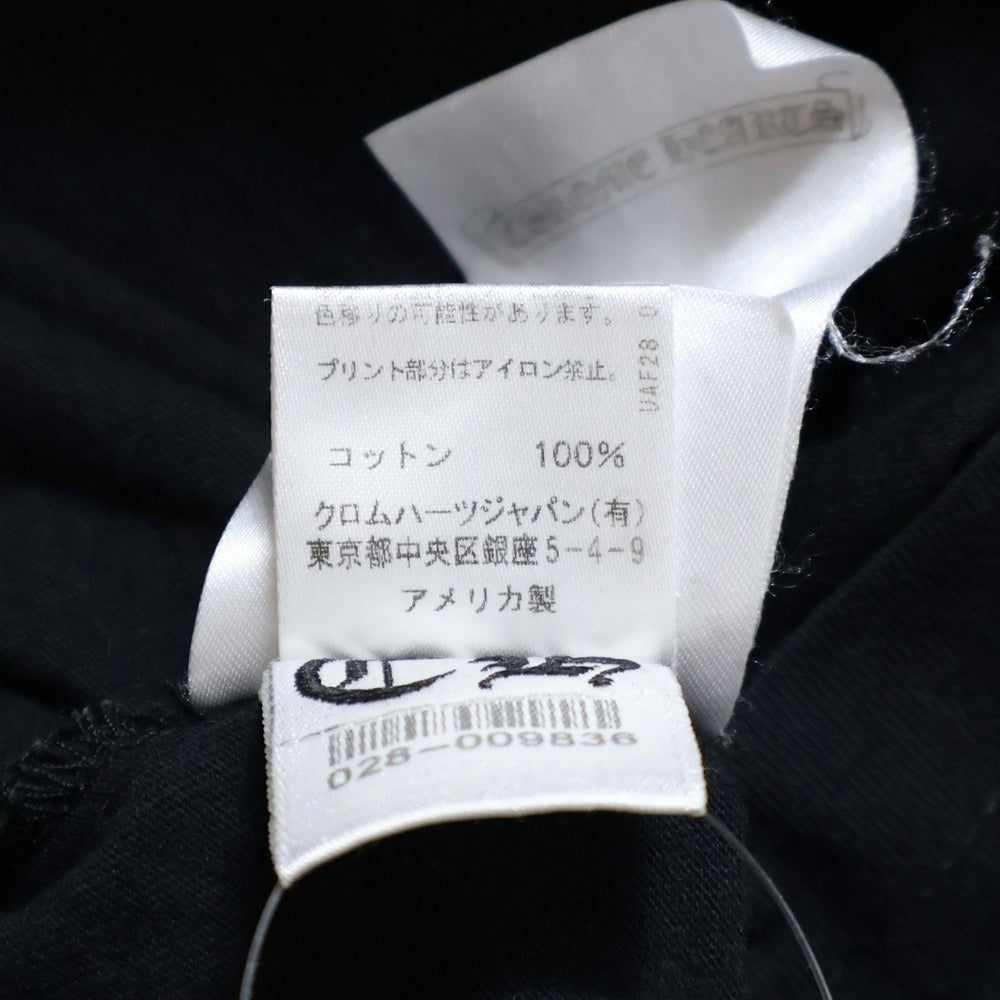 CHROME HEARTS
色移りの可能性があります。
プリント部分はアイロン禁止。
コットン 100%
クロムハーツジャパン(有)
東京都中央区銀座5-4-9
アメリカ製
028-009836